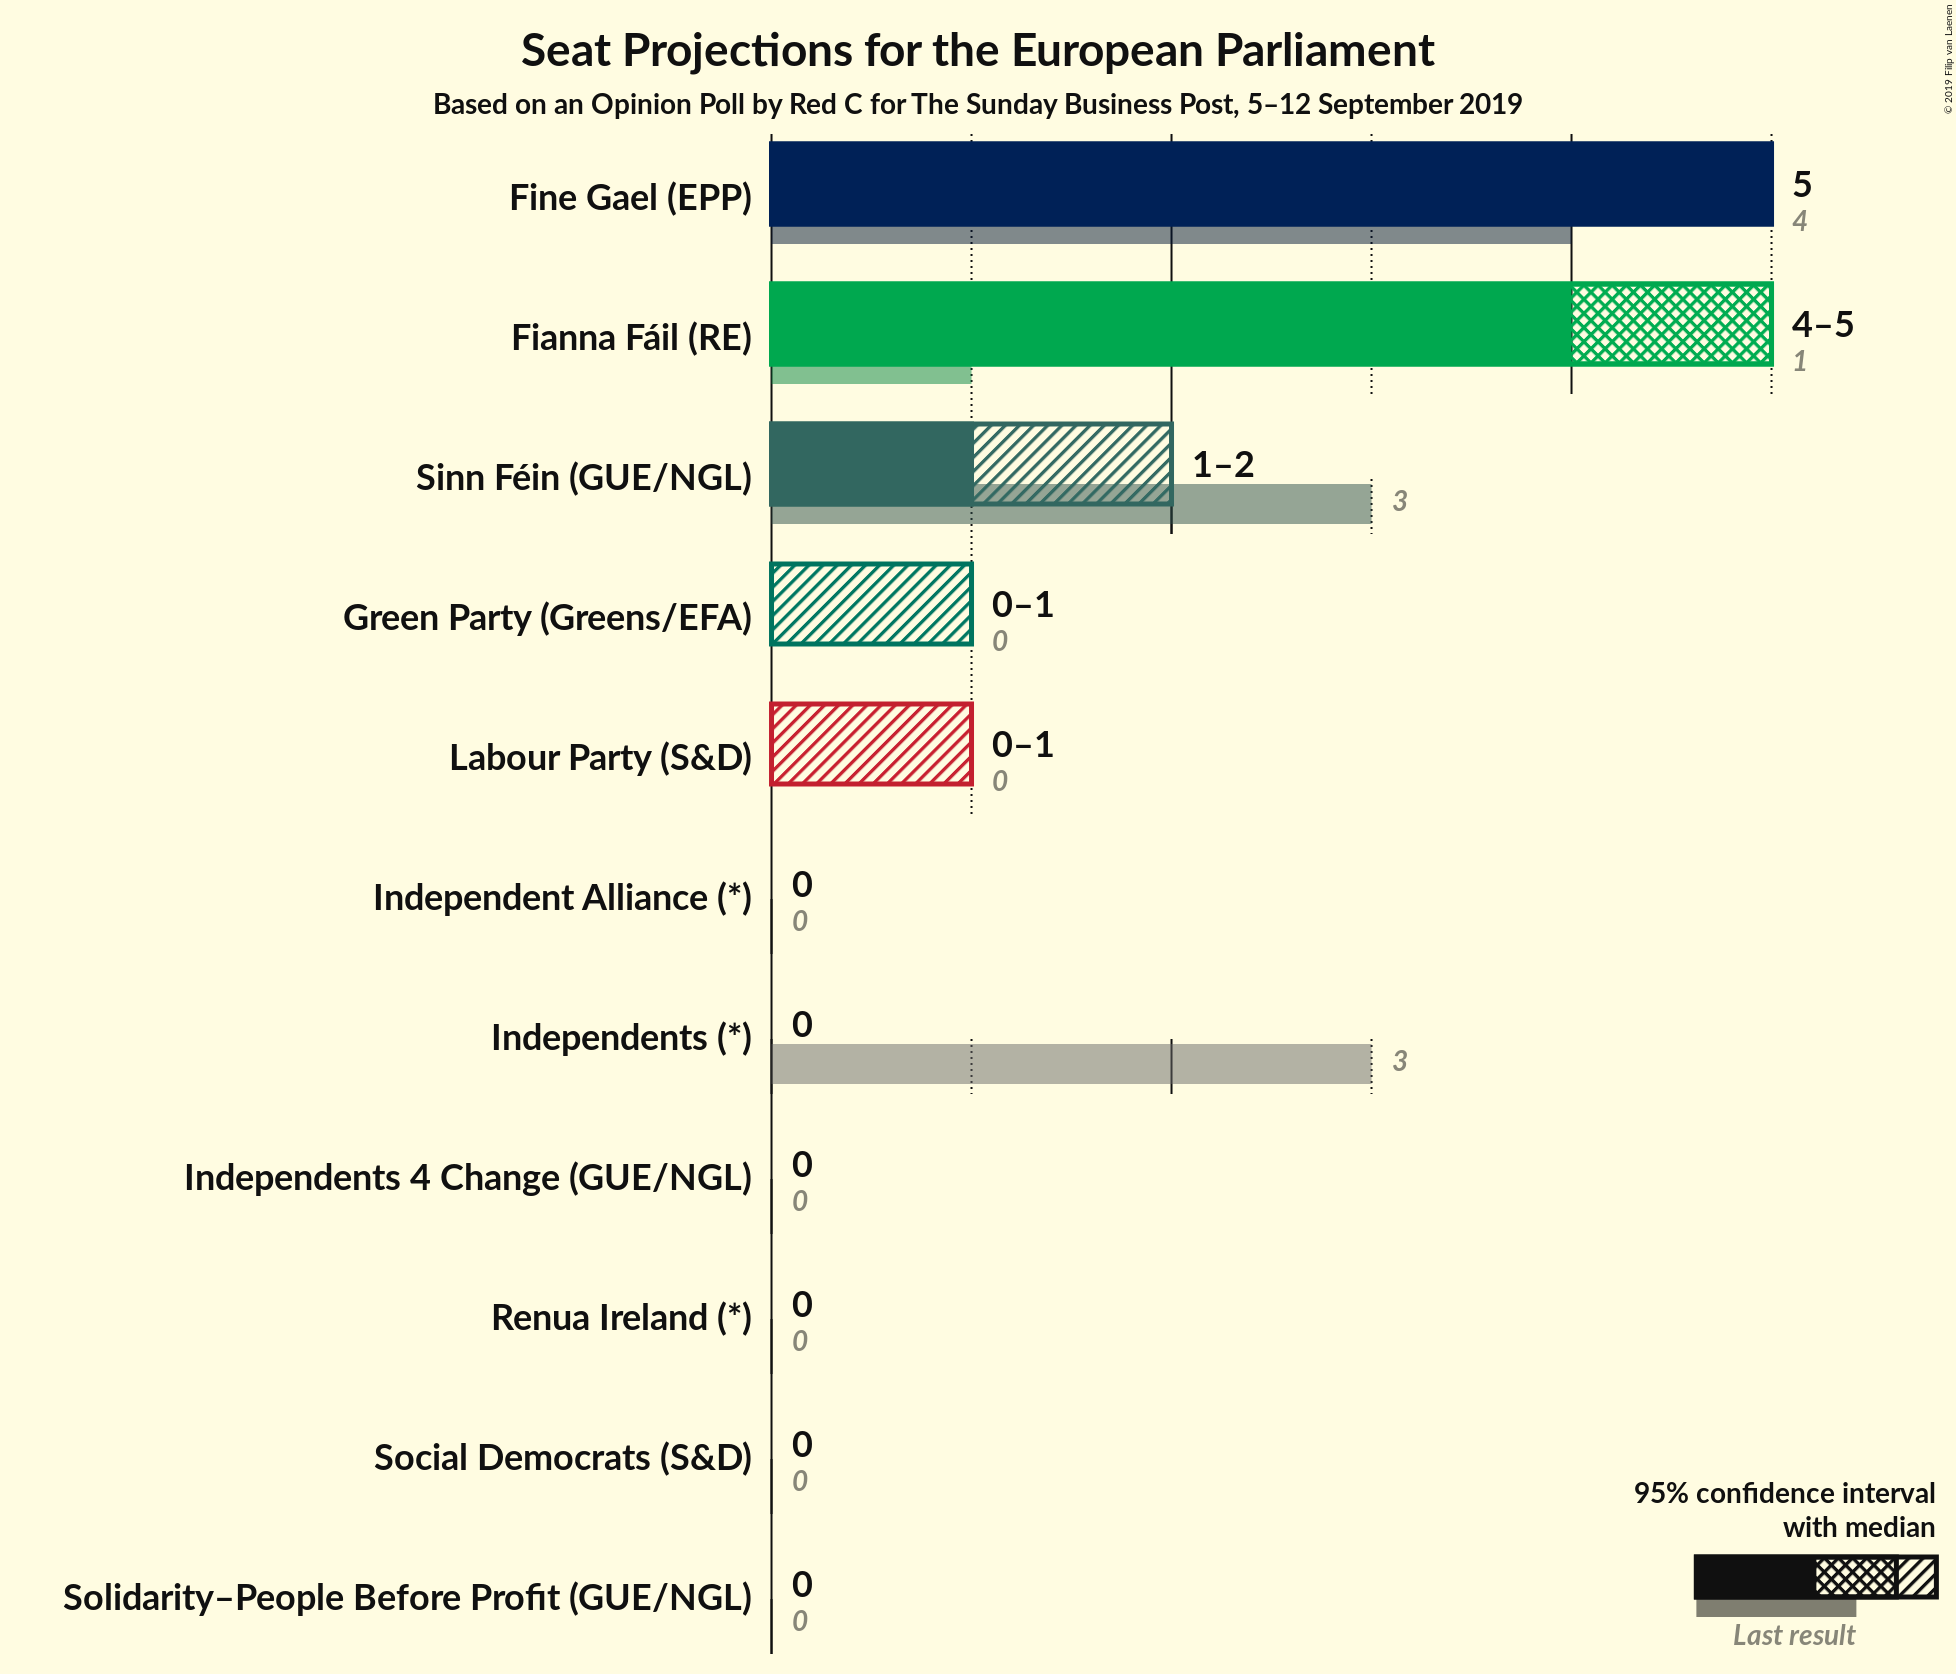 Seat Projections for the European Parliament
Based on an Opinion Poll by Red C for The Sunday Business Post, 5–12 September 2019
© 2019 Filip van Laenen
Fine Gael (EPP)
5
4
Fianna Fáil (RE)
4–5
1
Sinn Féin (GUE/NGL)
1–2
3
Green Party (Greens/EFA)
0–1
0
Labour Party (S&D)
0–1
0
Independent Alliance (*)
0
0
Independents (*)
0
3
Independents 4 Change (GUE/NGL)
0
0
Renua Ireland (*)
0
0
Social Democrats (S&D)
0
0
Solidarity–People Before Profit (GUE/NGL)
0
0
95% confidence interval
with median
Last result